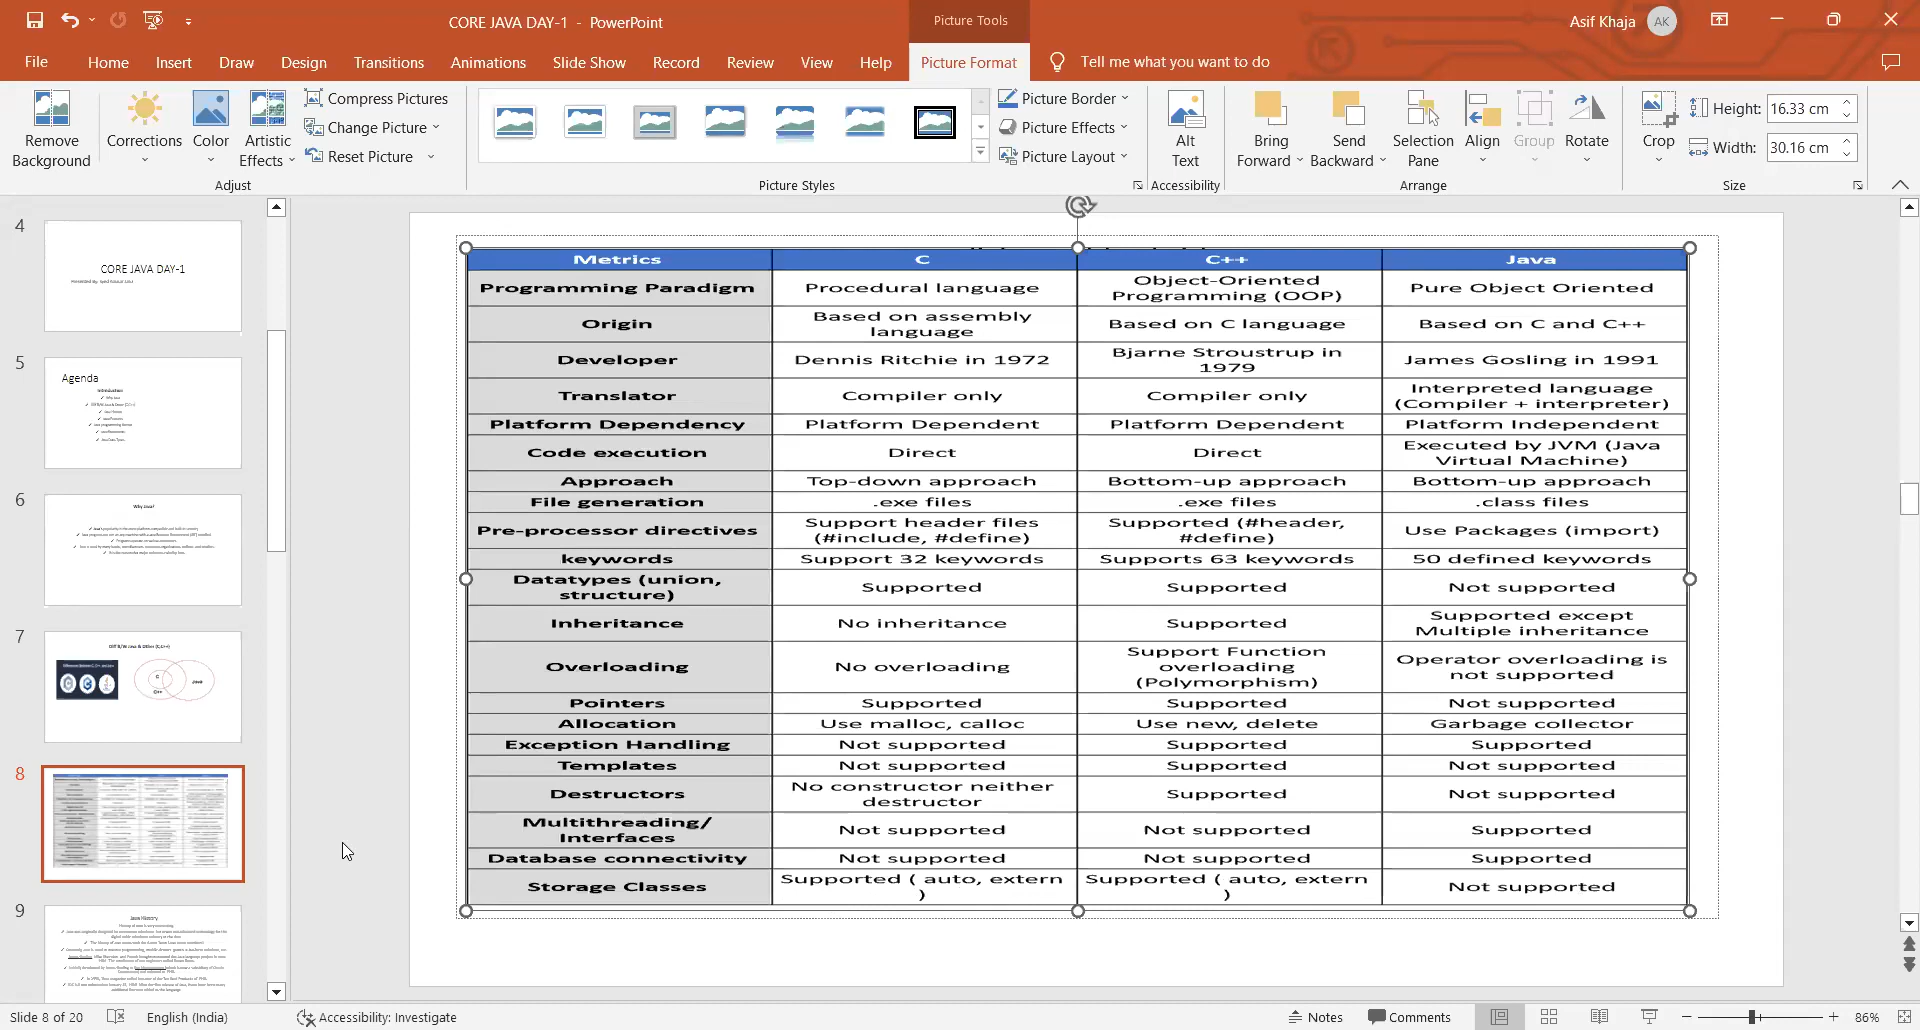 CORE JAVA DAY-1 - PowerPoint
Picture Tools
Asif Khaja AK
File Home Insert Draw Design Transitions Animations Slide Show Record Review View Help Picture Format Tell me what you want to do
Remove
Background
Corrections
Color
Artistic
Effects
Compress Pictures
Change Picture
Reset Picture
Adjust
Picture Styles
Picture Border
Picture Effects
Picture Layout
Alt
Text
Accessibility
Bring
Forward
Send
Backward
Selection
Pane
Align
Group
Rotate
Arrange
Crop
Height: 16.33 cm
Width: 30.16 cm
Size
4
CORE JAVA DAY-1
5
Agenda
Introduction
6
Why Java?
7
Diff B/W Java & Other (C,C++)
C
C++
Java
8
9
Java History
Metrics C C++ Java
Programming Paradigm Procedural language Object-Oriented
Programming (OOP) Pure Object Oriented
Origin Based on assembly
language Based on C language Based on C and C++
Developer Dennis Ritchie in 1972 Bjarne Stroustrup in
1979 James Gosling in 1991
Translator Compiler only Compiler only Interpreted language
(Compiler + interpreter)
Platform Dependency Platform Dependent Platform Dependent Platform Independent
Code execution Direct Direct Executed by JVM (Java
Virtual Machine)
Approach Top-down approach Bottom-up approach Bottom-up approach
File generation .exe files .exe files .class files
Pre-processor directives Support header files
(#include, #define) Supported (#header,
#define) Use Packages (import)
keywords Support 32 keywords Supports 63 keywords 50 defined keywords
Datatypes (union,
structure) Supported Supported Not supported
Inheritance No inheritance Supported Supported except
Multiple inheritance
Overloading No overloading Support Function
overloading
(Polymorphism) Operator overloading is
not supported
Pointers Supported Supported Not supported
Allocation Use malloc, calloc Use new, delete Garbage collector
Exception Handling Not supported Supported Supported
Templates Not supported Supported Not supported
Destructors No constructor neither
destructor Supported Not supported
Multithreading/
Interfaces Not supported Not supported Supported
Database connectivity Not supported Not supported Supported
Storage Classes Supported ( auto, extern
) Supported ( auto, extern
) Not supported
Slide 8 of 20 English (India) Accessibility: Investigate Notes Comments 86%